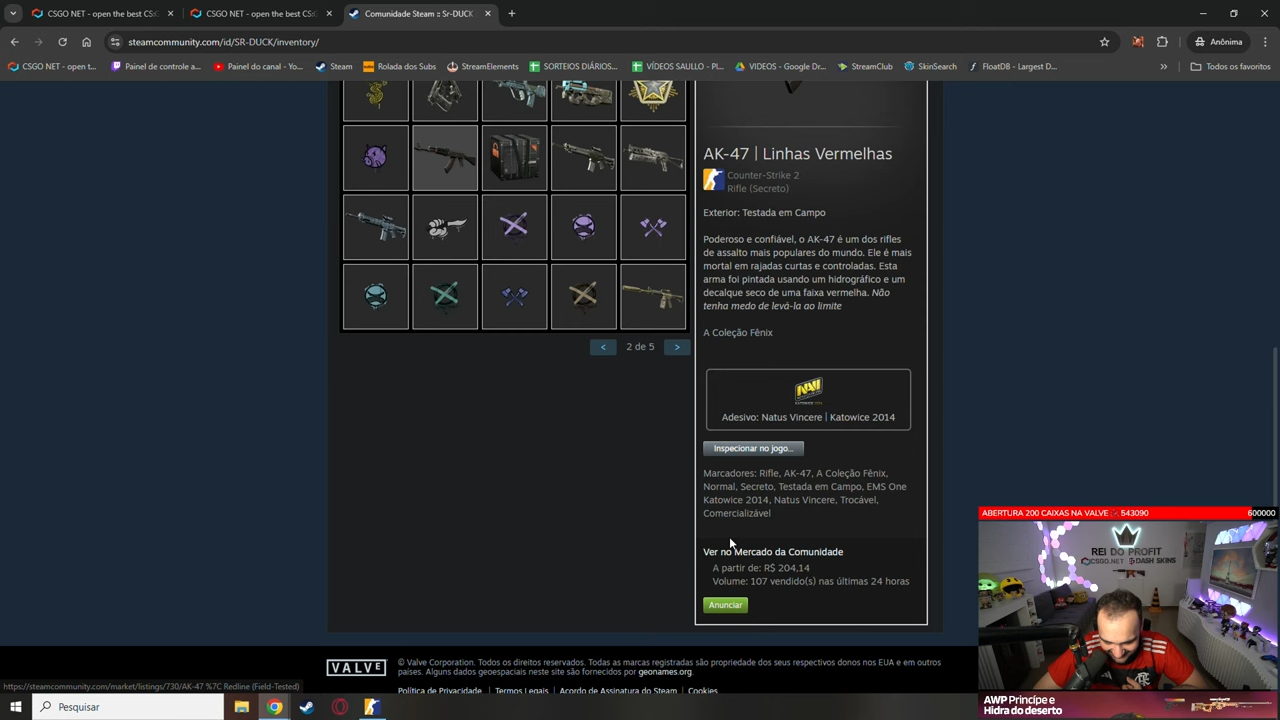 CSGO NET - open the best CS:
CSGO NET - open the best CS:
Comunidade Steam :: Sr-DUCK
steamcommunity.com/id/SR-DUCK/inventory/
Anônima
CSGO NET - open t...
Painel de controle a...
Painel do canal - Yo...
Steam
Rolada dos Subs
StreamElements
SORTEIOS DIÁRIOS...
VÍDEOS SAULLO - Pl...
VIDEOS - Google Dr...
StreamClub
SkinSearch
FloatDB - Largest D...
Todos os favoritos
AK-47 | Linhas Vermelhas
Counter-Strike 2
Rifle (Secreto)
Exterior: Testada em Campo
Poderoso e confiável, o AK-47 é um dos rifles
de assalto mais populares do mundo. Ele é mais
mortal em rajadas curtas e controladas. Esta
arma foi pintada usando um hidrográfico e um
decalque seco de uma faixa vermelha. Não
tenha medo de levá-la ao limite
A Coleção Fênix
< 2 de 5 >
NAVI
Adesivo: Natus Vincere | Katowice 2014
Inspecionar no jogo...
Marcadores: Rifle, AK-47, A Coleção Fênix,
Normal, Secreto, Testada em Campo, EMS One
Katowice 2014, Natus Vincere, Trocável,
Comercializável
Ver no Mercado da Comunidade
A partir de: R$ 204,14
Volume: 107 vendido(s) nas últimas 24 horas
Anunciar
ABERTURA 200 CAIXAS NA VALVE 543090 600000
REI DO PROFIT
CSGO.NET DASH SKINS
VALVE
© Valve Corporation. Todos os direitos reservados. Todas as marcas registradas são propriedade dos seus respectivos donos nos EUA e em outros
países. Alguns dados geoespaciais neste site são fornecidos por geonames.org.
https://steamcommunity.com/market/listings/730/AK-47 %7C Redline (Field-Tested)
Política de Privacidade
Termos Legais
Acordo de Assinatura do Steam
Cookies
Pesquisar
AWP Príncipe e
Hidra do deserto